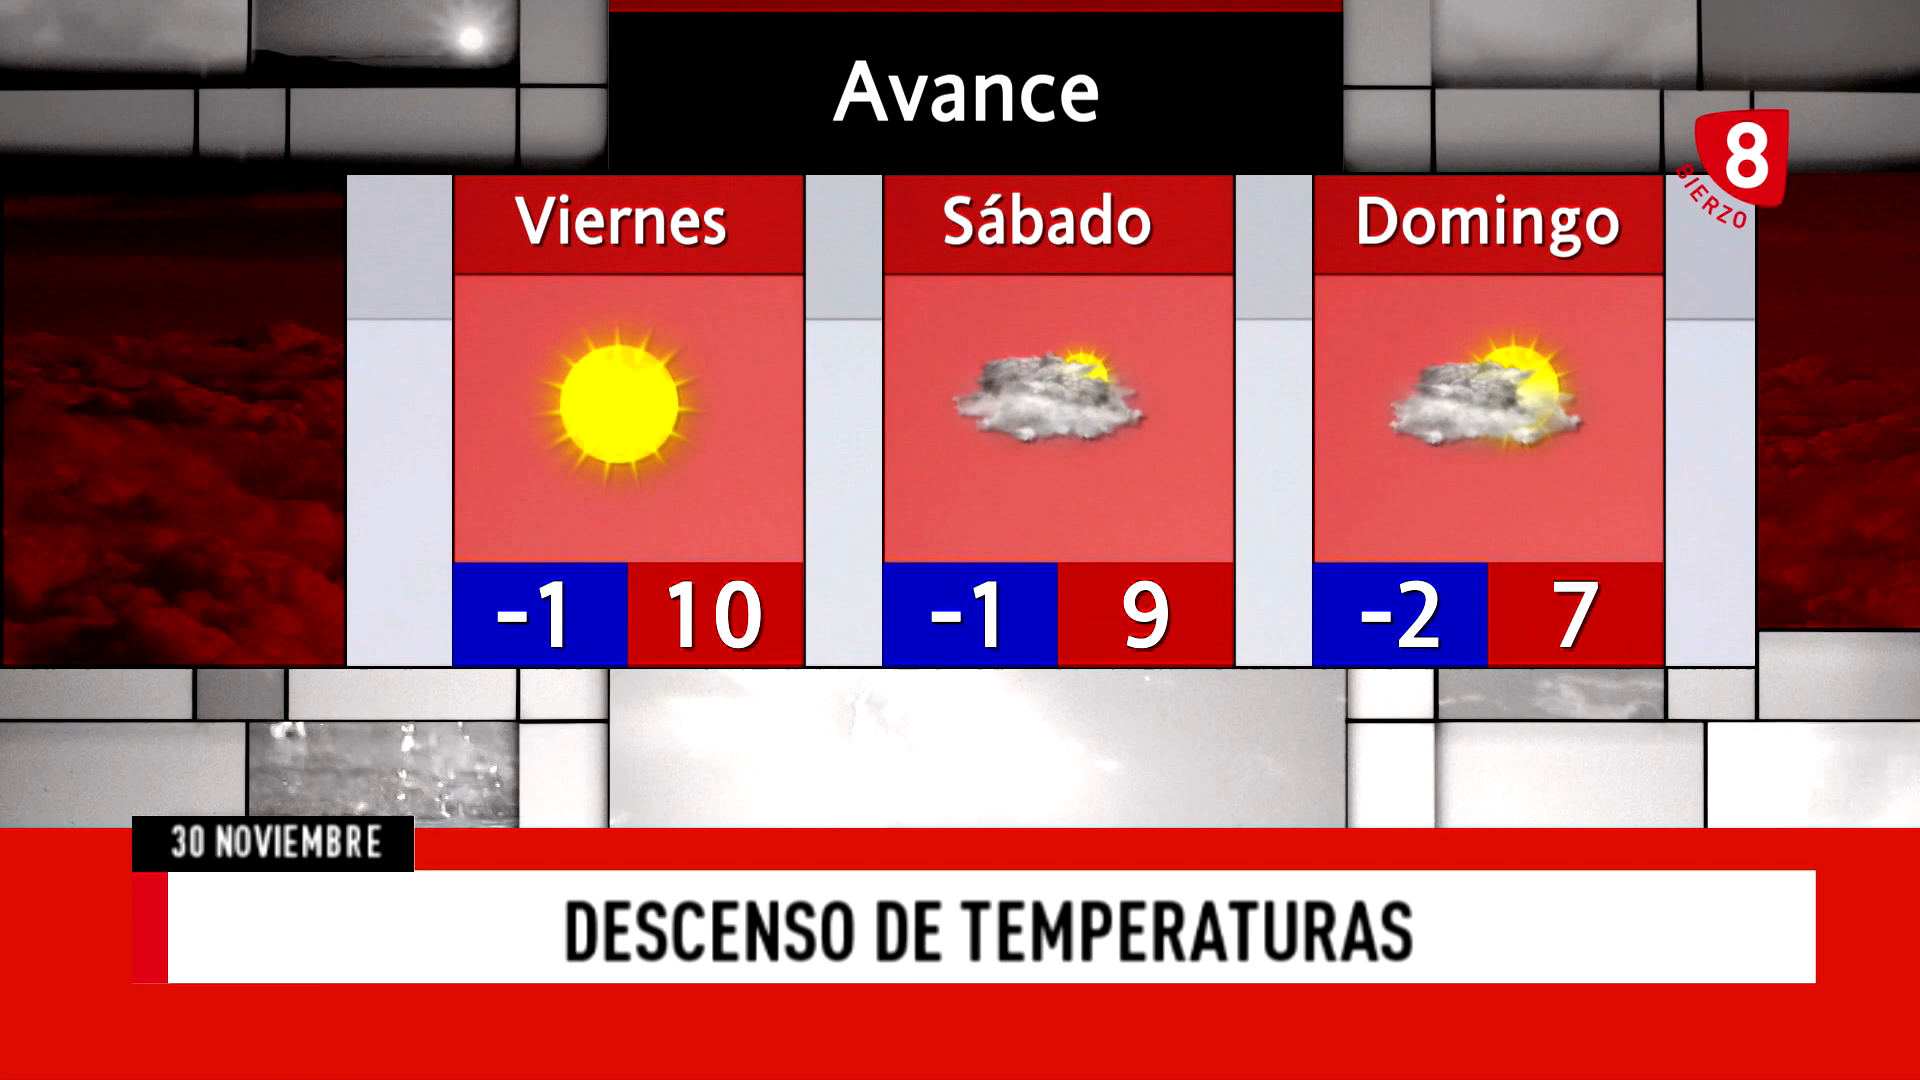 Avance
8
BIERZO
Viernes
Sábado
Domingo
-1 10
-1 9
-2 7
30 NOVIEMBRE
DESCENSO DE TEMPERATURAS